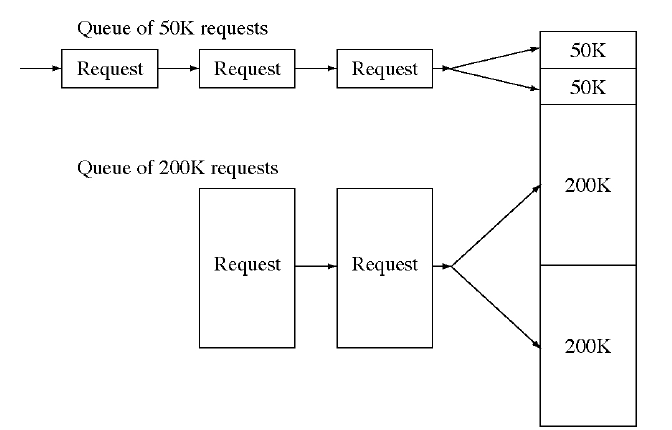 Queue of 50K requests
Request
Request
Request
50K
50K
Queue of 200K requests
Request
Request
200K
200K